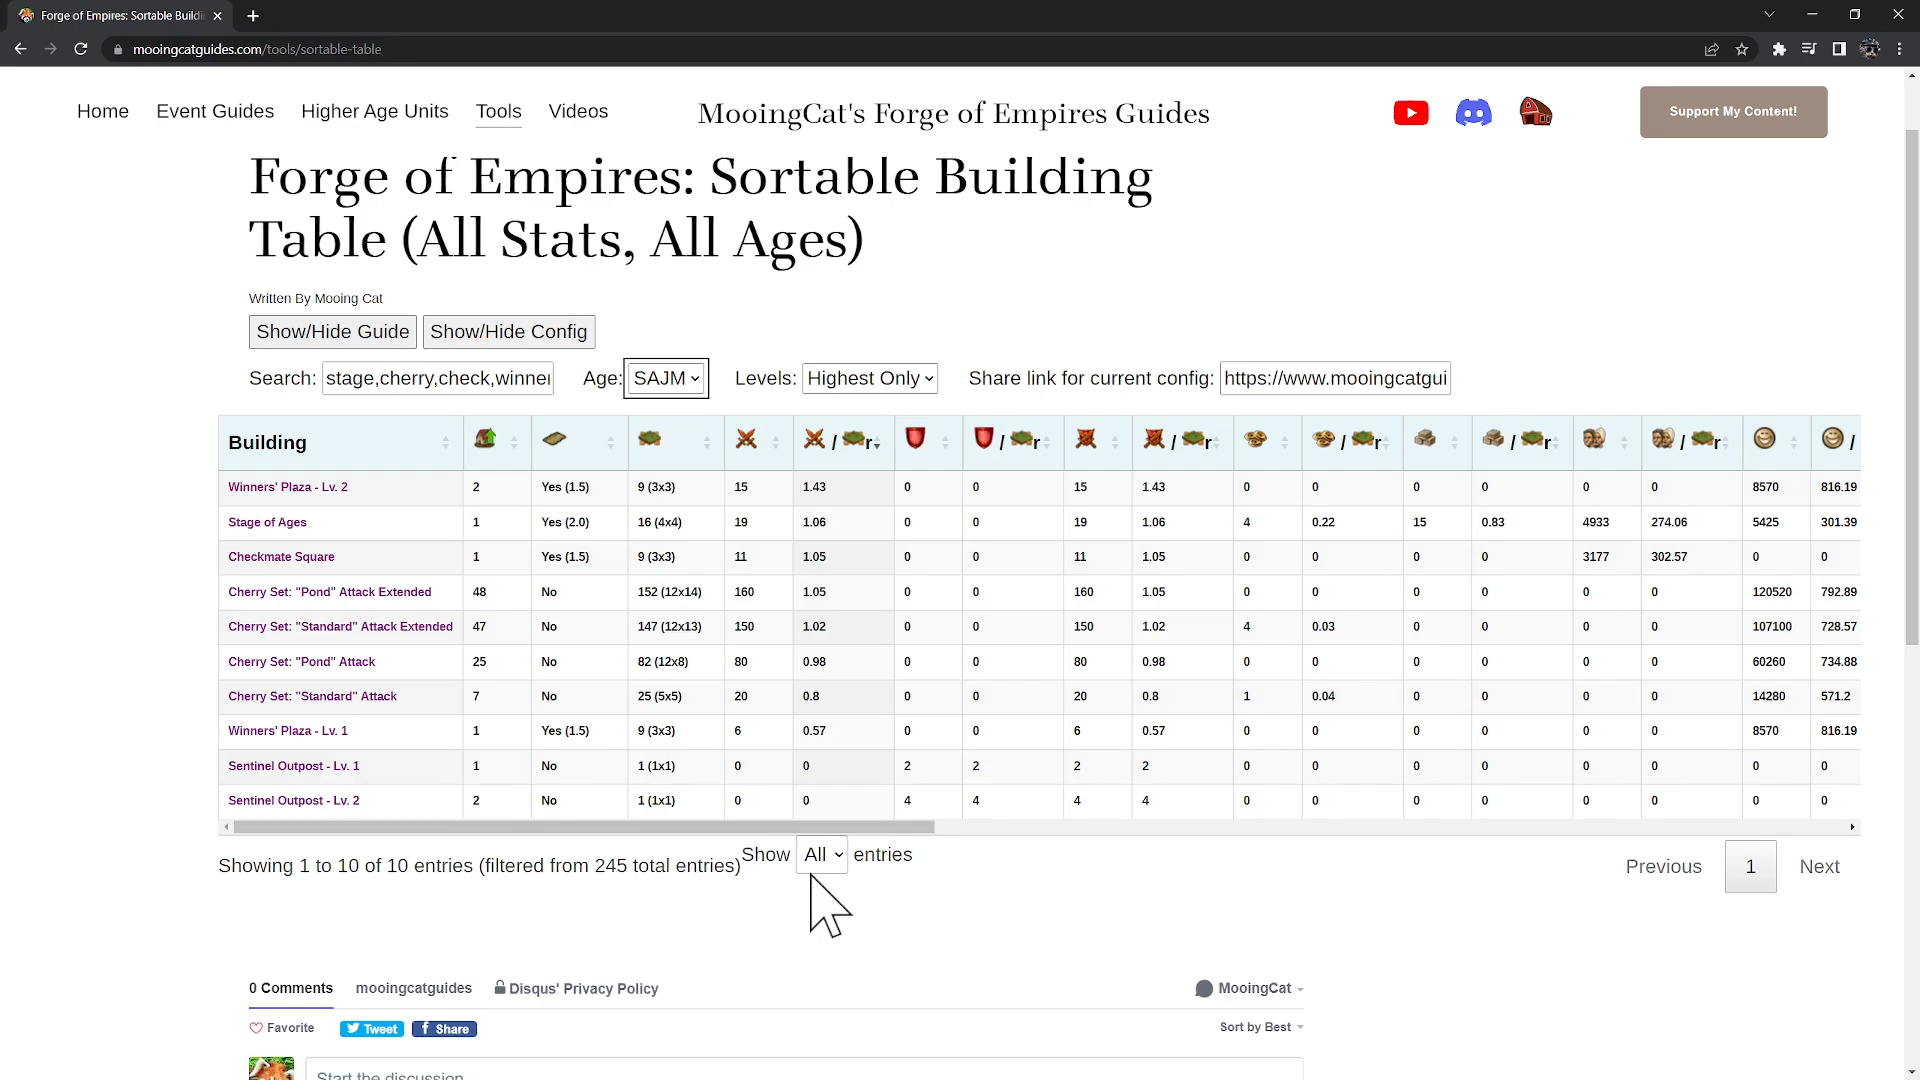 Forge of Empires: Sortable Buildi
mooingcatguides.com/tools/sortable-table
Home Event Guides Higher Age Units Tools Videos MooingCat's Forge of Empires Guides Support My Content!
Forge of Empires: Sortable Building
Table (All Stats, All Ages)
Written By Mooing Cat
Show/Hide Guide Show/Hide Config
Search: stage,cherry,check,winner Age: SAJM Levels: Highest Only Share link for current config: https://www.mooingcatgui
Building / r / r / r / r / r / r /
Winners' Plaza - Lv. 2 2 Yes (1.5) 9 (3x3) 15 1.43 0 0 15 1.43 0 0 0 0 0 0 8570 816.19
Stage of Ages 1 Yes (2.0) 16 (4x4) 19 1.06 0 0 19 1.06 4 0.22 15 0.83 4933 274.06 5425 301.39
Checkmate Square 1 Yes (1.5) 9 (3x3) 11 1.05 0 0 11 1.05 0 0 0 0 3177 302.57 0 0
Cherry Set: "Pond" Attack Extended 48 No 152 (12x14) 160 1.05 0 0 160 1.05 0 0 0 0 0 0 120520 792.89
Cherry Set: "Standard" Attack Extended 47 No 147 (12x13) 150 1.02 0 0 150 1.02 4 0.03 0 0 0 0 107100 728.57
Cherry Set: "Pond" Attack 25 No 82 (12x8) 80 0.98 0 0 80 0.98 0 0 0 0 0 0 60260 734.88
Cherry Set: "Standard" Attack 7 No 25 (5x5) 20 0.8 0 0 20 0.8 1 0.04 0 0 0 0 14280 571.2
Winners' Plaza - Lv. 1 1 Yes (1.5) 9 (3x3) 6 0.57 0 0 6 0.57 0 0 0 0 0 0 8570 816.19
Sentinel Outpost - Lv. 1 1 No 1 (1x1) 0 0 2 2 2 2 0 0 0 0 0 0 0 0
Sentinel Outpost - Lv. 2 2 No 1 (1x1) 0 0 4 4 4 4 0 0 0 0 0 0 0 0
Showing 1 to 10 of 10 entries (filtered from 245 total entries) Show All entries Previous 1 Next
0 Comments mooingcatguides Disqus' Privacy Policy MooingCat
Favorite Tweet Share Sort by Best
Start the discussion